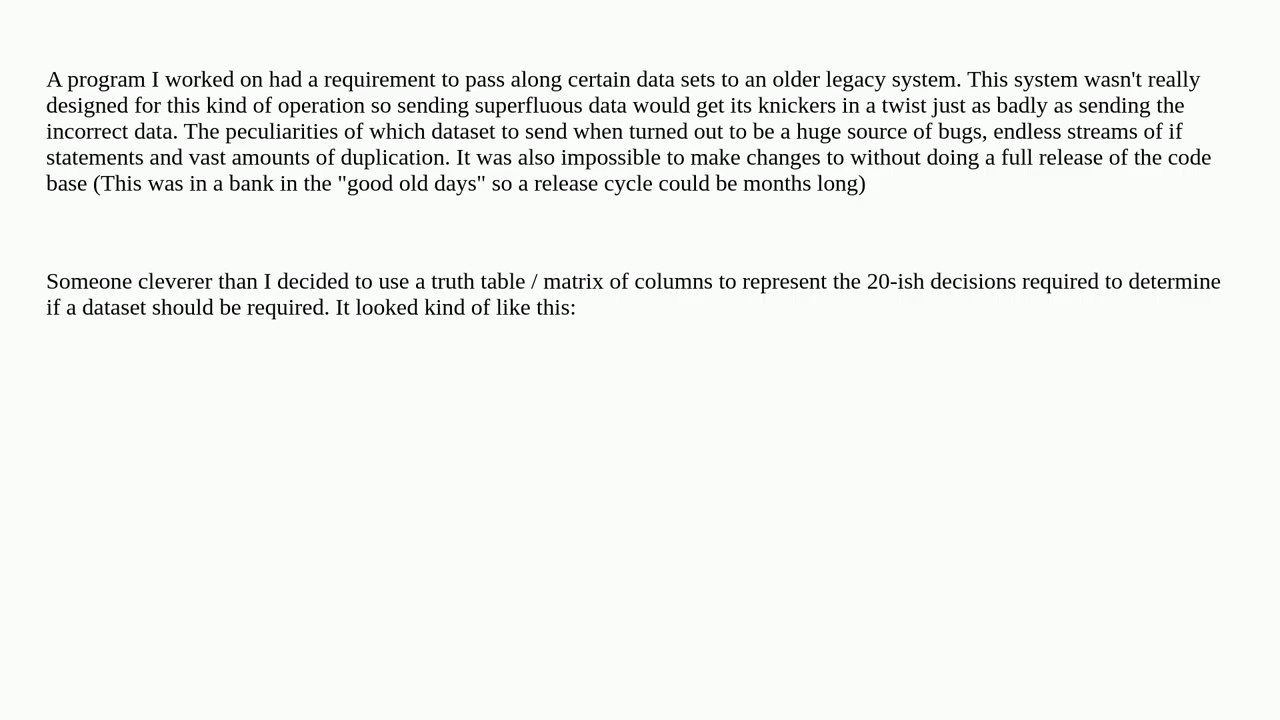 A program I worked on had a requirement to pass along certain data sets to an older legacy system. This system wasn't really
designed for this kind of operation so sending superfluous data would get its knickers in a twist just as badly as sending the
incorrect data. The peculiarities of which dataset to send when turned out to be a huge source of bugs, endless streams of if
statements and vast amounts of duplication. It was also impossible to make changes to without doing a full release of the code
base (This was in a bank in the "good old days" so a release cycle could be months long)
Someone cleverer than I decided to use a truth table / matrix of columns to represent the 20-ish decisions required to determine
if a dataset should be required. It looked kind of like this: